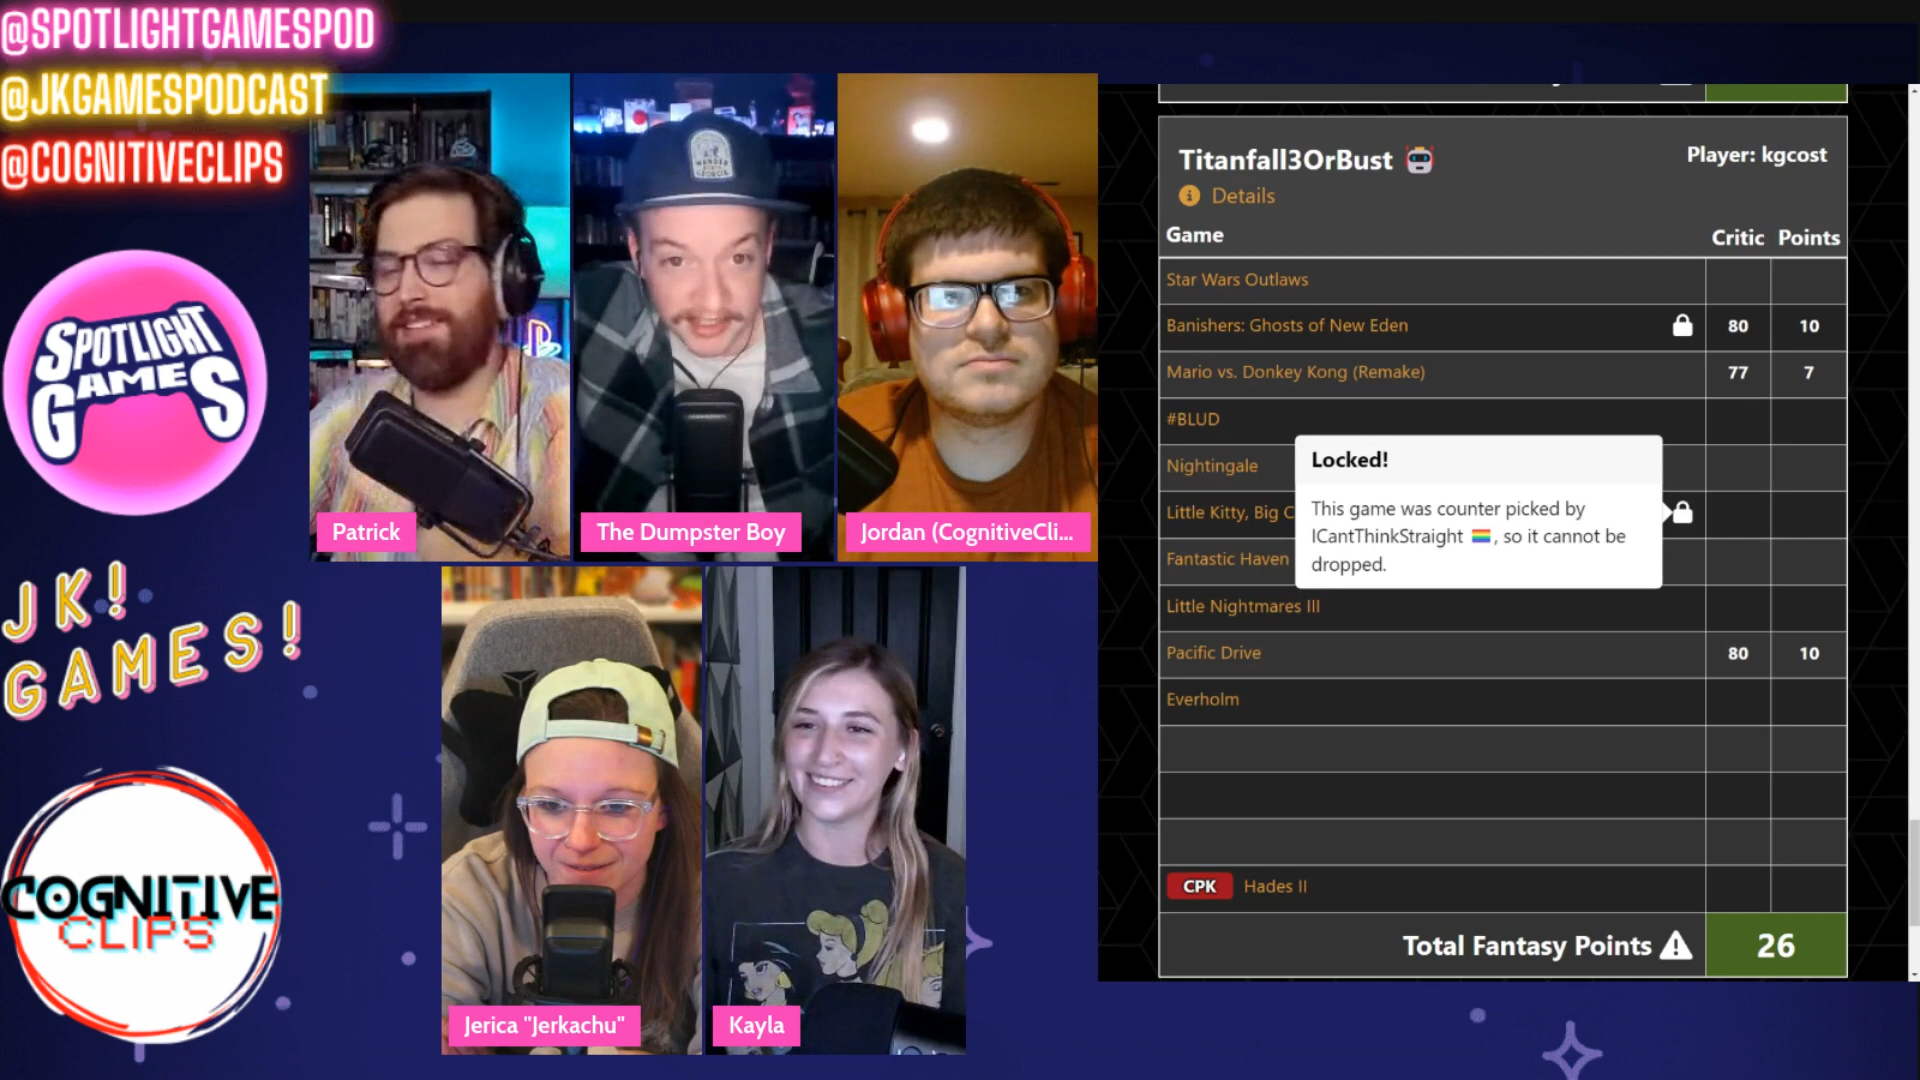 @SPOTLIGHTGAMESPOD
@JKGAMESPODCAST
@COGNITIVECLIPS
SPOTLIGHT
GAMES
JK!
GAMES!
COGNITIVE
CLIPS
WANDER
GEORGIA
Patrick
The Dumpster Boy
Jordan (CognitiveCli...
Jerica "Jerkachu"
Kayla
Titanfall3OrBust
Player: kgcost
Details
Game Critic Points
Star Wars Outlaws
Banishers: Ghosts of New Eden 80 10
Mario vs. Donkey Kong (Remake) 77 7
#BLUD
Nightingale
Little Kitty, Big C
Fantastic Haven
Little Nightmares III
Pacific Drive 80 10
Everholm
CPK Hades II
Total Fantasy Points 26
Locked!
This game was counter picked by
ICantThinkStraight , so it cannot be
dropped.